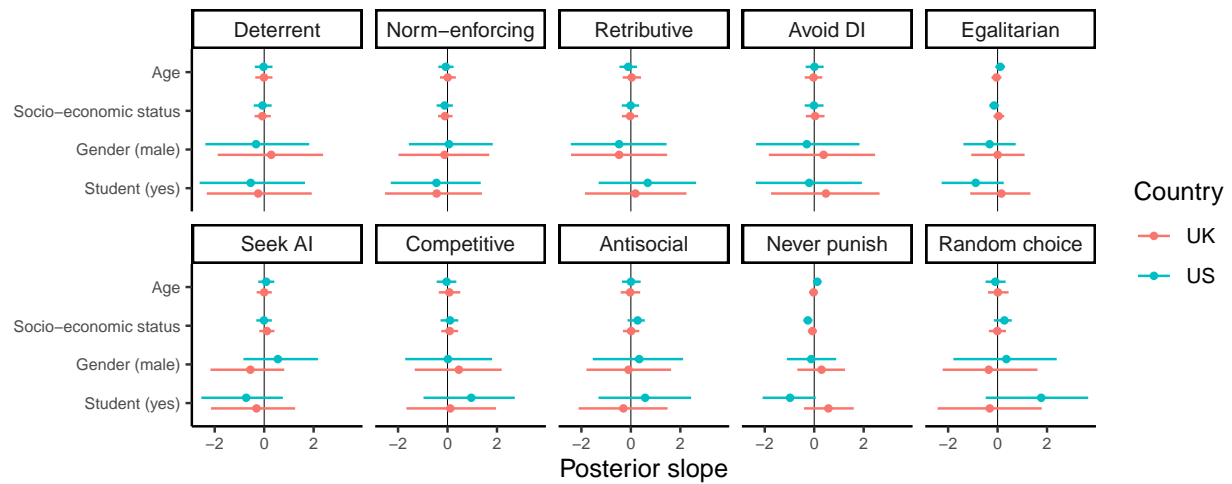 Deterrent Norm−enforcing Retributive Avoid DI Egalitarian
Age
Socio−economic status
Gender (male)
Student (yes)
Seek AI Competitive Antisocial Never punish Random choice
Age
Socio−economic status
Gender (male)
Student (yes)
−2 0 2 −2 0 2 −2 0 2 −2 0 2 −2 0 2
Posterior slope
Country
UK
US